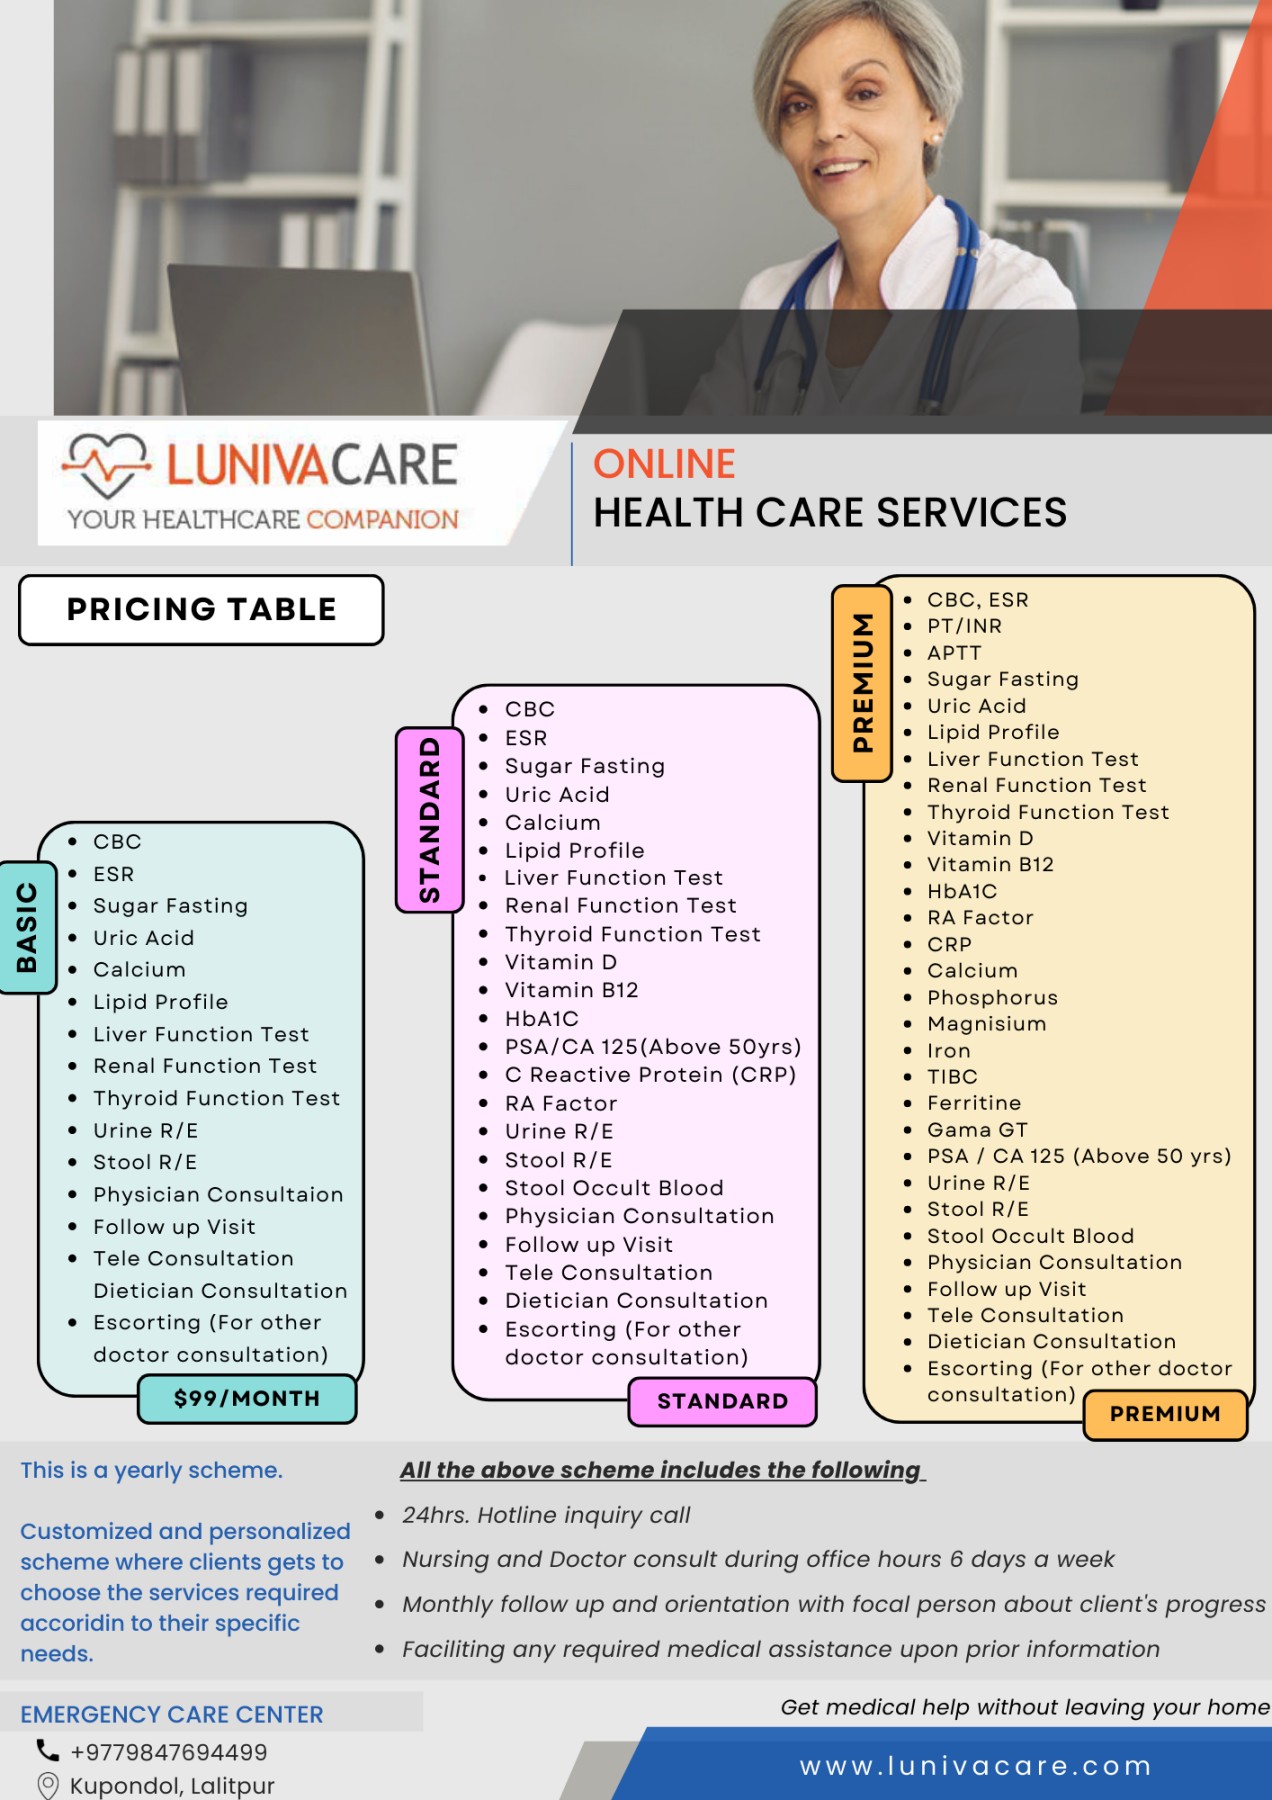 LUNIVACARE
YOUR HEALTHCARE COMPANION
ONLINE
HEALTH CARE SERVICES
PRICING TABLE
BASIC
CBC
ESR
Sugar Fasting
Uric Acid
Calcium
Lipid Profile
Liver Function Test
Renal Function Test
Thyroid Function Test
Urine R/E
Stool R/E
Physician Consultaion
Follow up Visit
Tele Consultation
Dietician Consultation
Escorting (For other
doctor consultation)
$99/MONTH
STANDARD
CBC
ESR
Sugar Fasting
Uric Acid
Calcium
Lipid Profile
Liver Function Test
Renal Function Test
Thyroid Function Test
Vitamin D
Vitamin B12
HbA1C
PSA/CA 125(Above 50yrs)
C Reactive Protein (CRP)
RA Factor
Urine R/E
Stool R/E
Stool Occult Blood
Physician Consultation
Follow up Visit
Tele Consultation
Dietician Consultation
Escorting (For other
doctor consultation)
STANDARD
PREMIUM
CBC, ESR
PT/INR
APTT
Sugar Fasting
Uric Acid
Lipid Profile
Liver Function Test
Renal Function Test
Thyroid Function Test
Vitamin D
Vitamin B12
HbA1C
RA Factor
CRP
Calcium
Phosphorus
Magnisium
Iron
TIBC
Ferritine
Gama GT
PSA / CA 125 (Above 50 yrs)
Urine R/E
Stool R/E
Stool Occult Blood
Physician Consultation
Follow up Visit
Tele Consultation
Dietician Consultation
Escorting (For other doctor
consultation)
PREMIUM
This is a yearly scheme.
Customized and personalized
scheme where clients gets to
choose the services required
accoridin to their specific
needs.
All the above scheme includes the following
24hrs. Hotline inquiry call
Nursing and Doctor consult during office hours 6 days a week
Monthly follow up and orientation with focal person about client's progress
Faciliting any required medical assistance upon prior information
EMERGENCY CARE CENTER
+9779847694499
Kupondol, Lalitpur
Get medical help without leaving your home
www.lunivacare.com